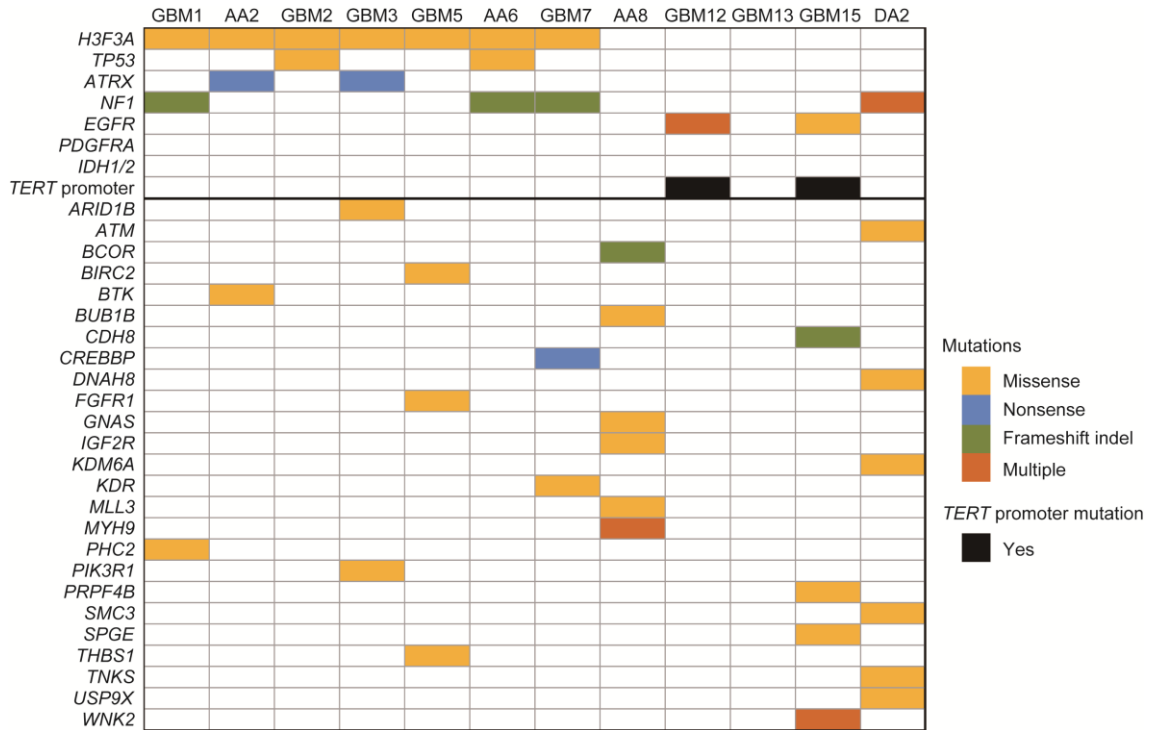 GBM1 AA2 GBM2 GBM3 GBM5 AA6 GBM7 AA8 GBM12 GBM13 GBM15 DA2
H3F3A
TP53
ATRX
NF1
EGFR
PDGFRA
IDH1/2
TERT promoter
ARID1B
ATM
BCOR
BIRC2
BTK
BUB1B
CDH8
CREBBP
DNAH8
FGFR1
GNAS
IGF2R
KDM6A
KDR
MLL3
MYH9
PHC2
PIK3R1
PRPF4B
SMC3
SPGE
THBS1
TNKS
USP9X
WNK2
Mutations
Missense
Nonsense
Frameshift indel
Multiple
TERT promoter mutation
Yes